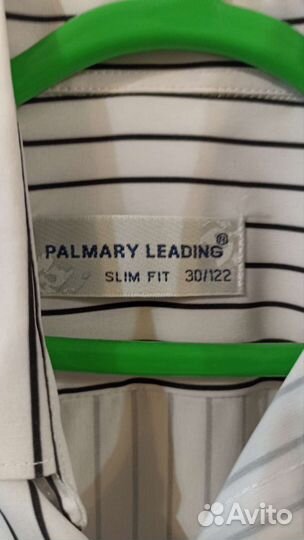 PALMARY LEADING®
SLIM FIT 30/122
Avito